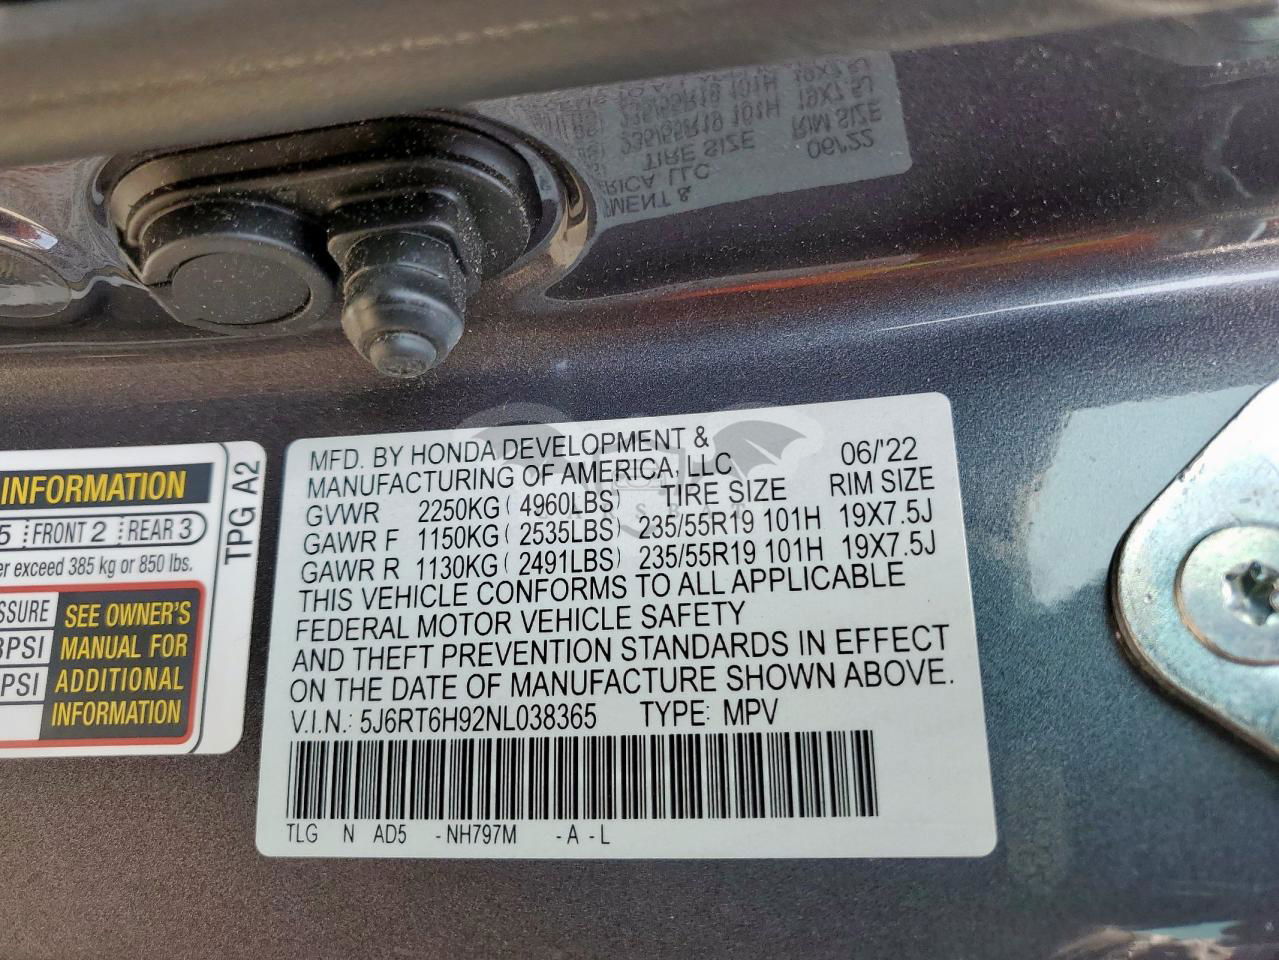 MFD. BY HONDA DEVELOPMENT &
MANUFACTURING OF AMERICA, LLC 06/'22
GVWR 2250KG ( 4960LBS) TIRE SIZE RIM SIZE
GAWR F 1150KG ( 2535LBS) 235/55R19 101H 19X7.5J
GAWR R 1130KG ( 2491LBS) 235/55R19 101H 19X7.5J
THIS VEHICLE CONFORMS TO ALL APPLICABLE
FEDERAL MOTOR VEHICLE SAFETY
AND THEFT PREVENTION STANDARDS IN EFFECT
ON THE DATE OF MANUFACTURE SHOWN ABOVE.
V.I.N.: 5J6RT6H92NL038365 TYPE: MPV
TLG N AD5 -NH797M -A-L
INFORMATION
5 FRONT 2 REAR 3
exceed 385 kg or 850 lbs.
SEE OWNER'S
MANUAL FOR
PSI ADDITIONAL
INFORMATION
TPG A2